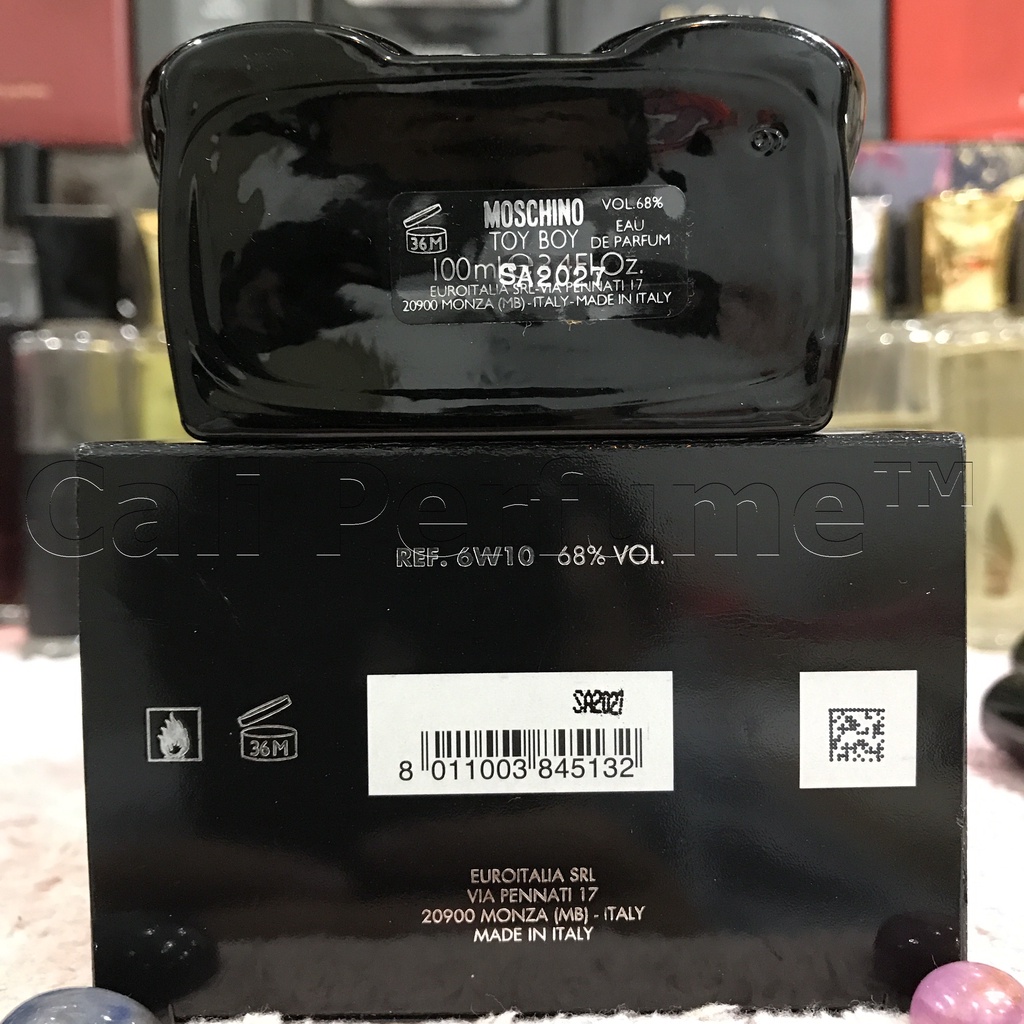 MOSCHINO VOL.68%
TOY BOY EAU
DE PARFUM
36M
100ml ℮ 3.4FL.Oz.
SA2027
EUROITALIA SRL-VIA PENNATI 17
20900 MONZA (MB) -ITALY- MADE IN ITALY
Cali Perfume™
REF. 6W10 68% VOL.
36M
SA2027
8 011003 845132
EUROITALIA SRL
VIA PENNATI 17
20900 MONZA (MB) - ITALY
MADE IN ITALY